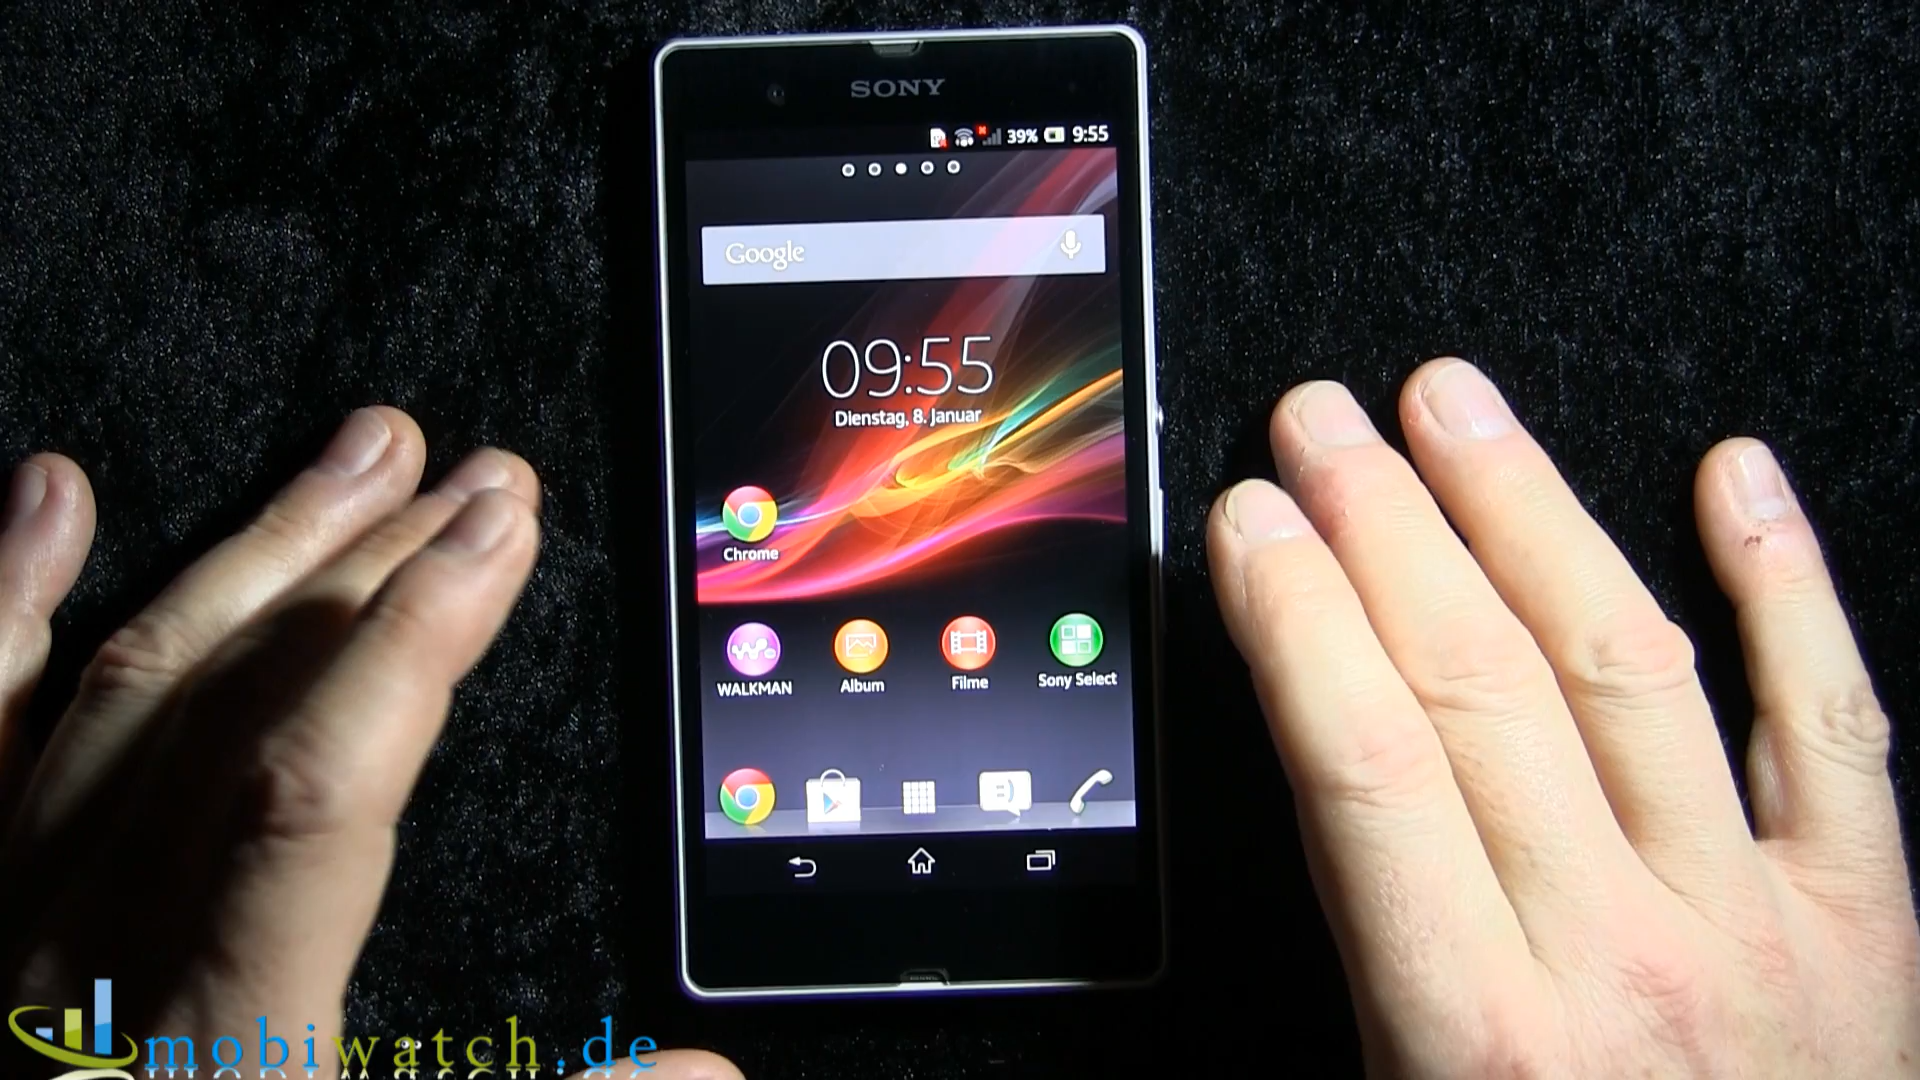 SONY
39% 9:55
Google
09:55
Dienstag, 8. Januar
Chrome
WALKMAN Album Filme Sony Select
mobiwatch.de